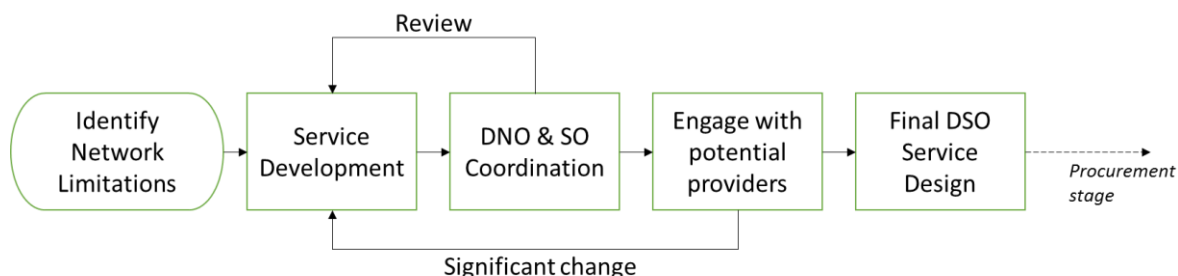 Review
Identify
Network
Limitations
Service
Development
DNO & SO
Coordination
Engage with
potential
providers
Final DSO
Service
Design
Procurement
stage
Significant change